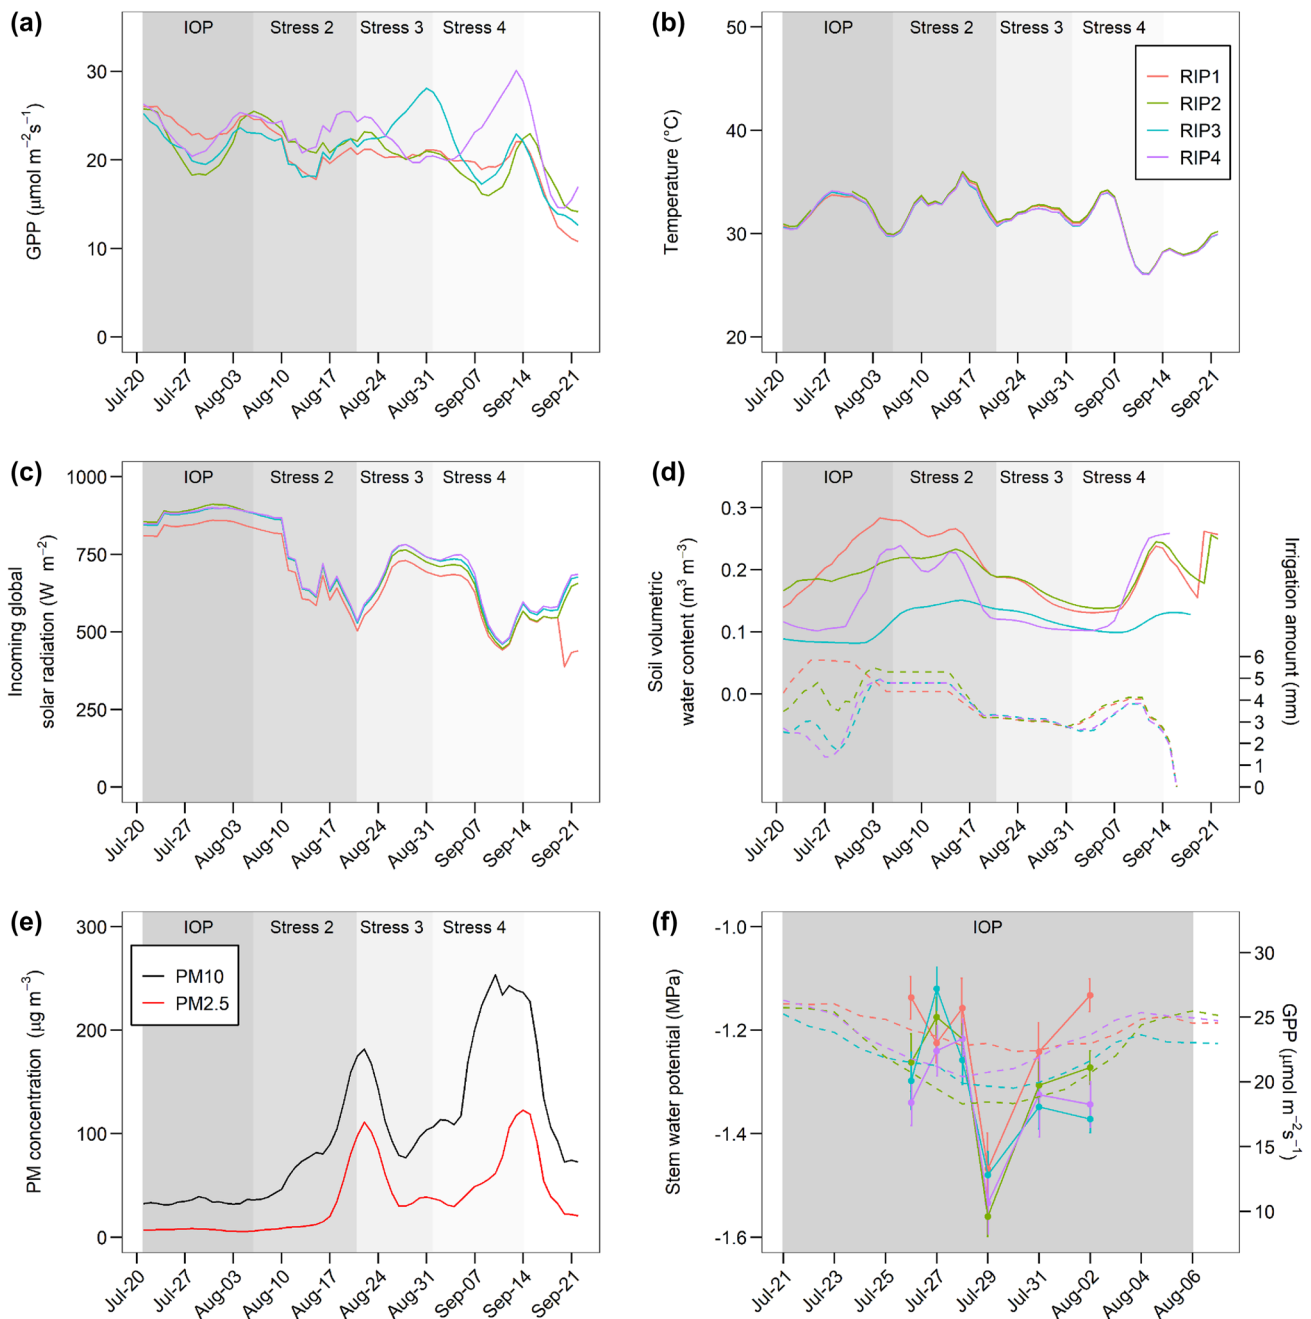 (a)
IOP
Stress 2
Stress 3
Stress 4
GPP (μmol m−2s−1)
30
20
10
0
Jul-20
Jul-27
Aug-03
Aug-10
Aug-17
Aug-24
Aug-31
Sep-07
Sep-14
Sep-21
(b)
IOP
Stress 2
Stress 3
Stress 4
RIP1
RIP2
RIP3
RIP4
Temperature (°C)
50
40
30
20
Jul-20
Jul-27
Aug-03
Aug-10
Aug-17
Aug-24
Aug-31
Sep-07
Sep-14
Sep-21
(c)
IOP
Stress 2
Stress 3
Stress 4
Incoming global
solar radiation (W m−2)
1000
750
500
250
0
Jul-20
Jul-27
Aug-03
Aug-10
Aug-17
Aug-24
Aug-31
Sep-07
Sep-14
Sep-21
(d)
IOP
Stress 2
Stress 3
Stress 4
Soil volumetric
water content (m3 m−3)
0.3
0.2
0.1
0.0
Irrigation amount (mm)
6
5
4
3
2
1
0
Jul-20
Jul-27
Aug-03
Aug-10
Aug-17
Aug-24
Aug-31
Sep-07
Sep-14
Sep-21
(e)
IOP
Stress 2
Stress 3
Stress 4
PM10
PM2.5
PM concentration (μg m−3)
300
200
100
0
Jul-20
Jul-27
Aug-03
Aug-10
Aug-17
Aug-24
Aug-31
Sep-07
Sep-14
Sep-21
(f)
IOP
Stem water potential (MPa)
-1.0
-1.2
-1.4
-1.6
GPP (μmol m−2s−1)
30
25
20
15
10
Jul-21
Jul-23
Jul-25
Jul-27
Jul-29
Jul-31
Aug-02
Aug-04
Aug-06